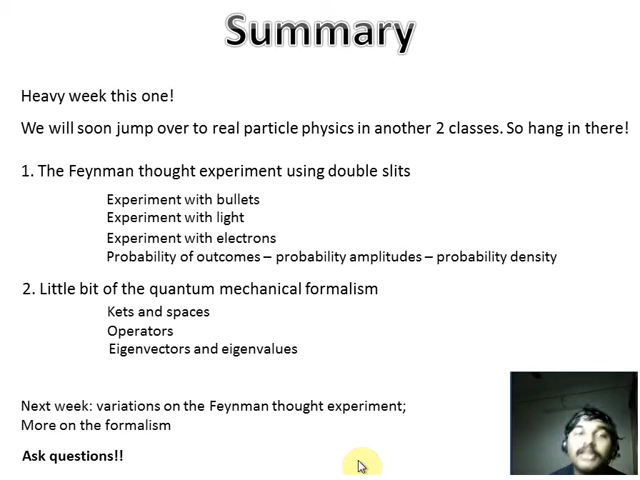 Summary
Heavy week this one!
We will soon jump over to real particle physics in another 2 classes. So hang in there!
1. The Feynman thought experiment using double slits
Experiment with bullets
Experiment with light
Experiment with electrons
Probability of outcomes – probability amplitudes – probability density
2. Little bit of the quantum mechanical formalism
Kets and spaces
Operators
Eigenvectors and eigenvalues
Next week: variations on the Feynman thought experiment;
More on the formalism
Ask questions!!